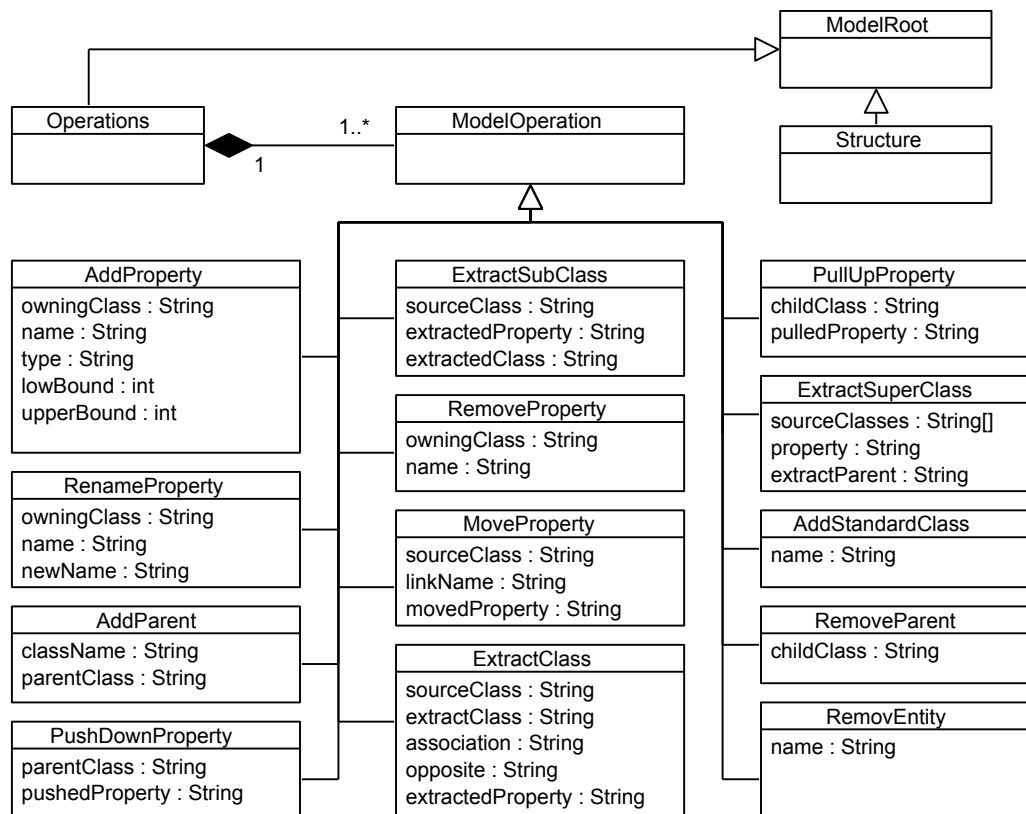 ModelRoot
Operations
1
1..*
ModelOperation
Structure
AddProperty
owningClass : String
name : String
type : String
lowBound : int
upperBound : int
RenameProperty
owningClass : String
name : String
newName : String
AddParent
className : String
parentClass : String
PushDownProperty
parentClass : String
pushedProperty : String
ExtractSubClass
sourceClass : String
extractedProperty : String
extractedClass : String
RemoveProperty
owningClass : String
name : String
MoveProperty
sourceClass : String
linkName : String
movedProperty : String
ExtractClass
sourceClass : String
extractClass : String
association : String
opposite : String
extractedProperty : String
PullUpProperty
childClass : String
pulledProperty : String
ExtractSuperClass
sourceClasses : String[]
property : String
extractParent : String
AddStandardClass
name : String
RemoveParent
childClass : String
RemovEntity
name : String